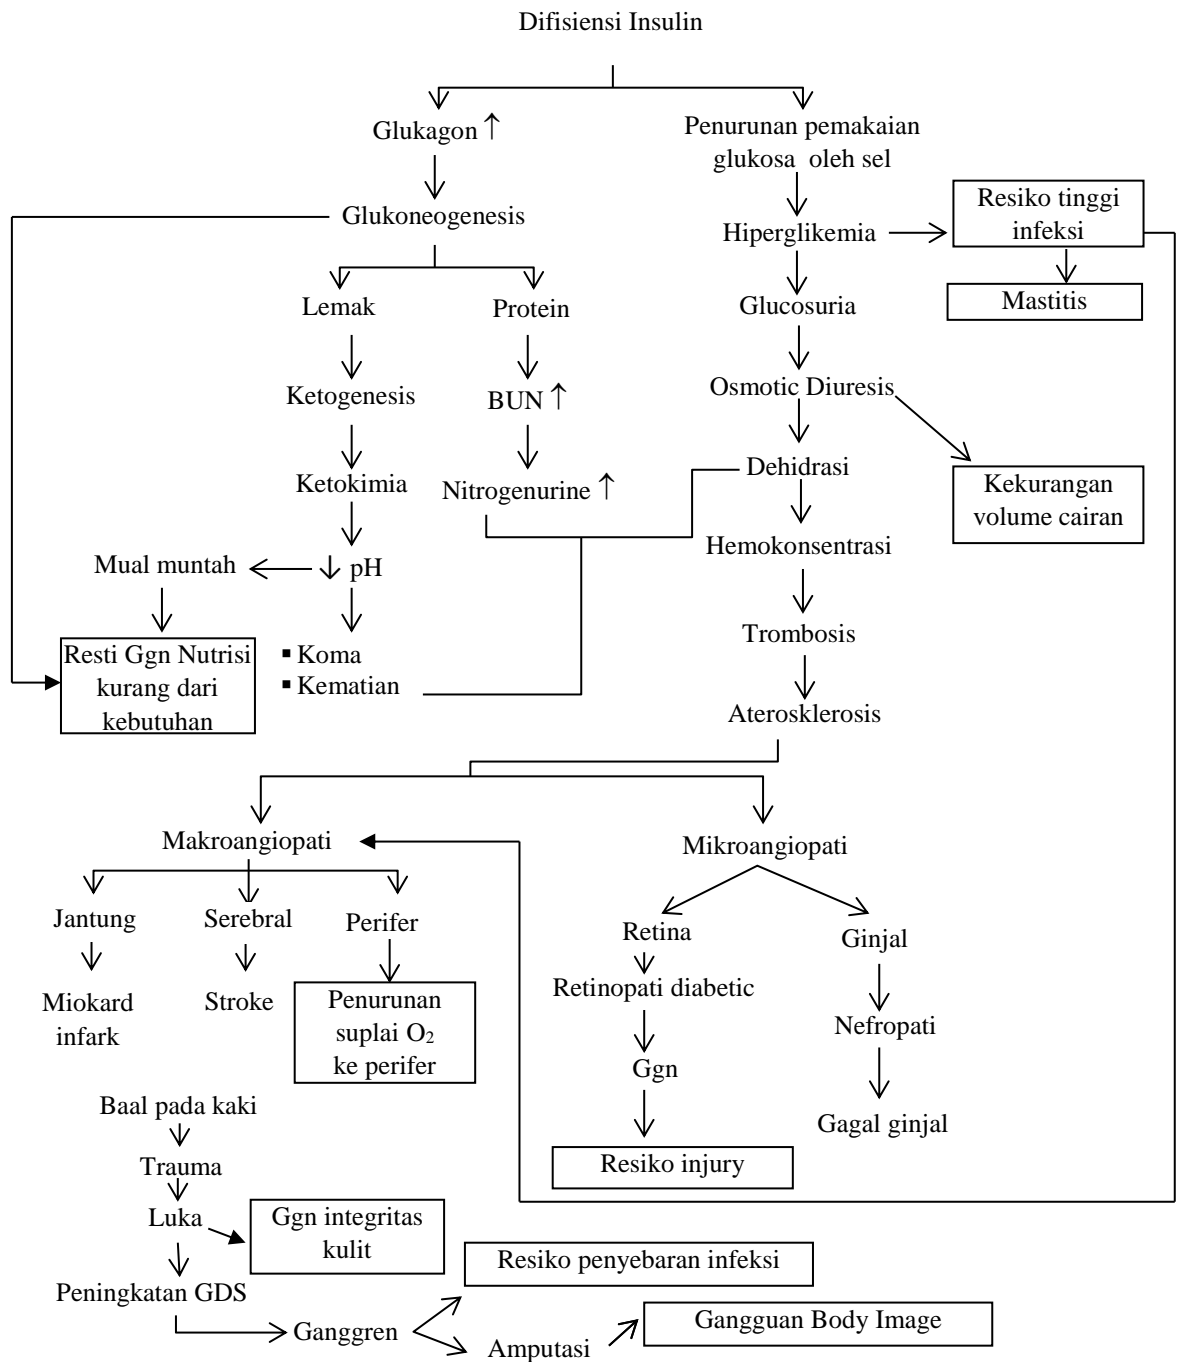 Difisiensi Insulin
Glukagon ↑
Penurunan pemakaian
glukosa oleh sel
Glukoneogenesis
Hiperglikemia
Resiko tinggi
infeksi
Mastitis
Lemak
Protein
Glucosuria
Ketogenesis
BUN ↑
Osmotic Diuresis
Ketokimia
Nitrogenurine ↑
Dehidrasi
Kekurangan
volume cairan
Hemokonsentrasi
Mual muntah
↓ pH
Trombosis
Resti Ggn Nutrisi
kurang dari
kebutuhan
▪ Koma
▪ Kematian
Aterosklerosis
Makroangiopati
Mikroangiopati
Jantung
Serebral
Perifer
Retina
Ginjal
Miokard
infark
Stroke
Penurunan
suplai O₂
ke perifer
Retinopati diabetic
Nefropati
Ggn
Gagal ginjal
Resiko injury
Baal pada kaki
Trauma
Luka
Ggn integritas
kulit
Peningkatan GDS
Resiko penyebaran infeksi
Ganggren
Amputasi
Gangguan Body Image